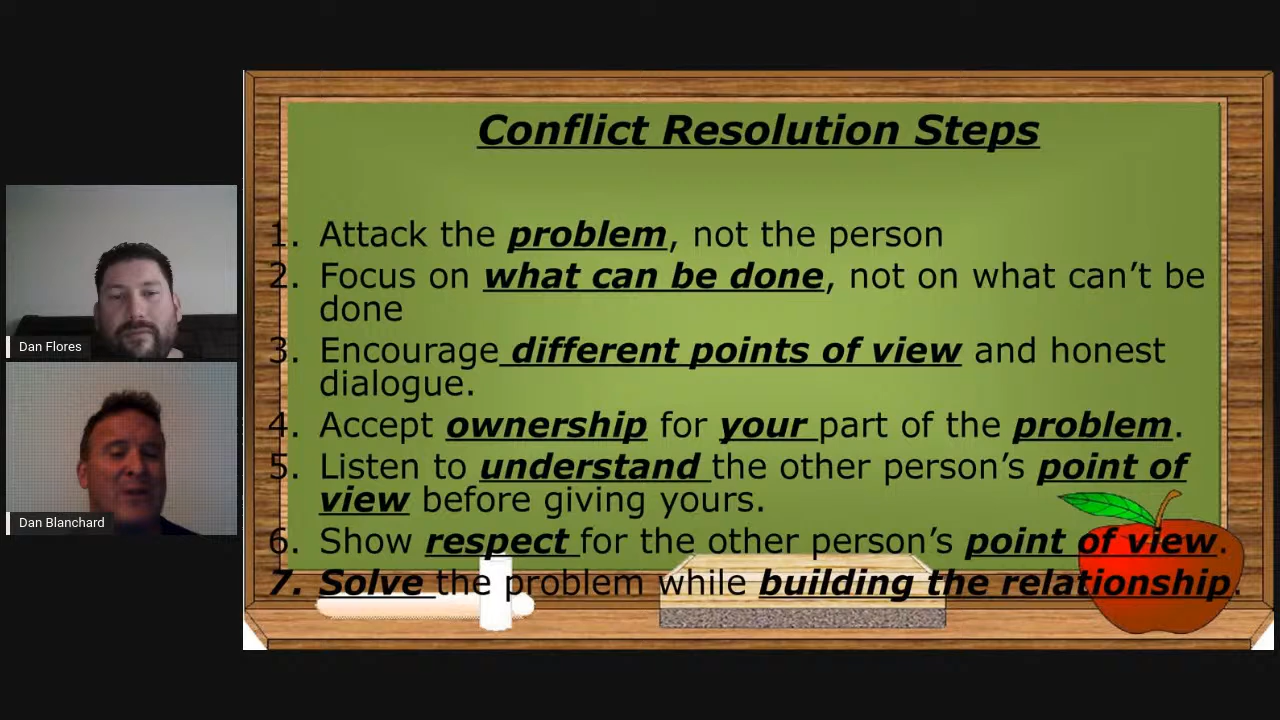 Conflict Resolution Steps
1. Attack the problem, not the person
2. Focus on what can be done, not on what can’t be
done
3. Encourage different points of view and honest
dialogue.
4. Accept ownership for your part of the problem.
5. Listen to understand the other person’s point of
view before giving yours.
6. Show respect for the other person’s point of view.
7. Solve the problem while building the relationship.
Dan Flores
Dan Blanchard